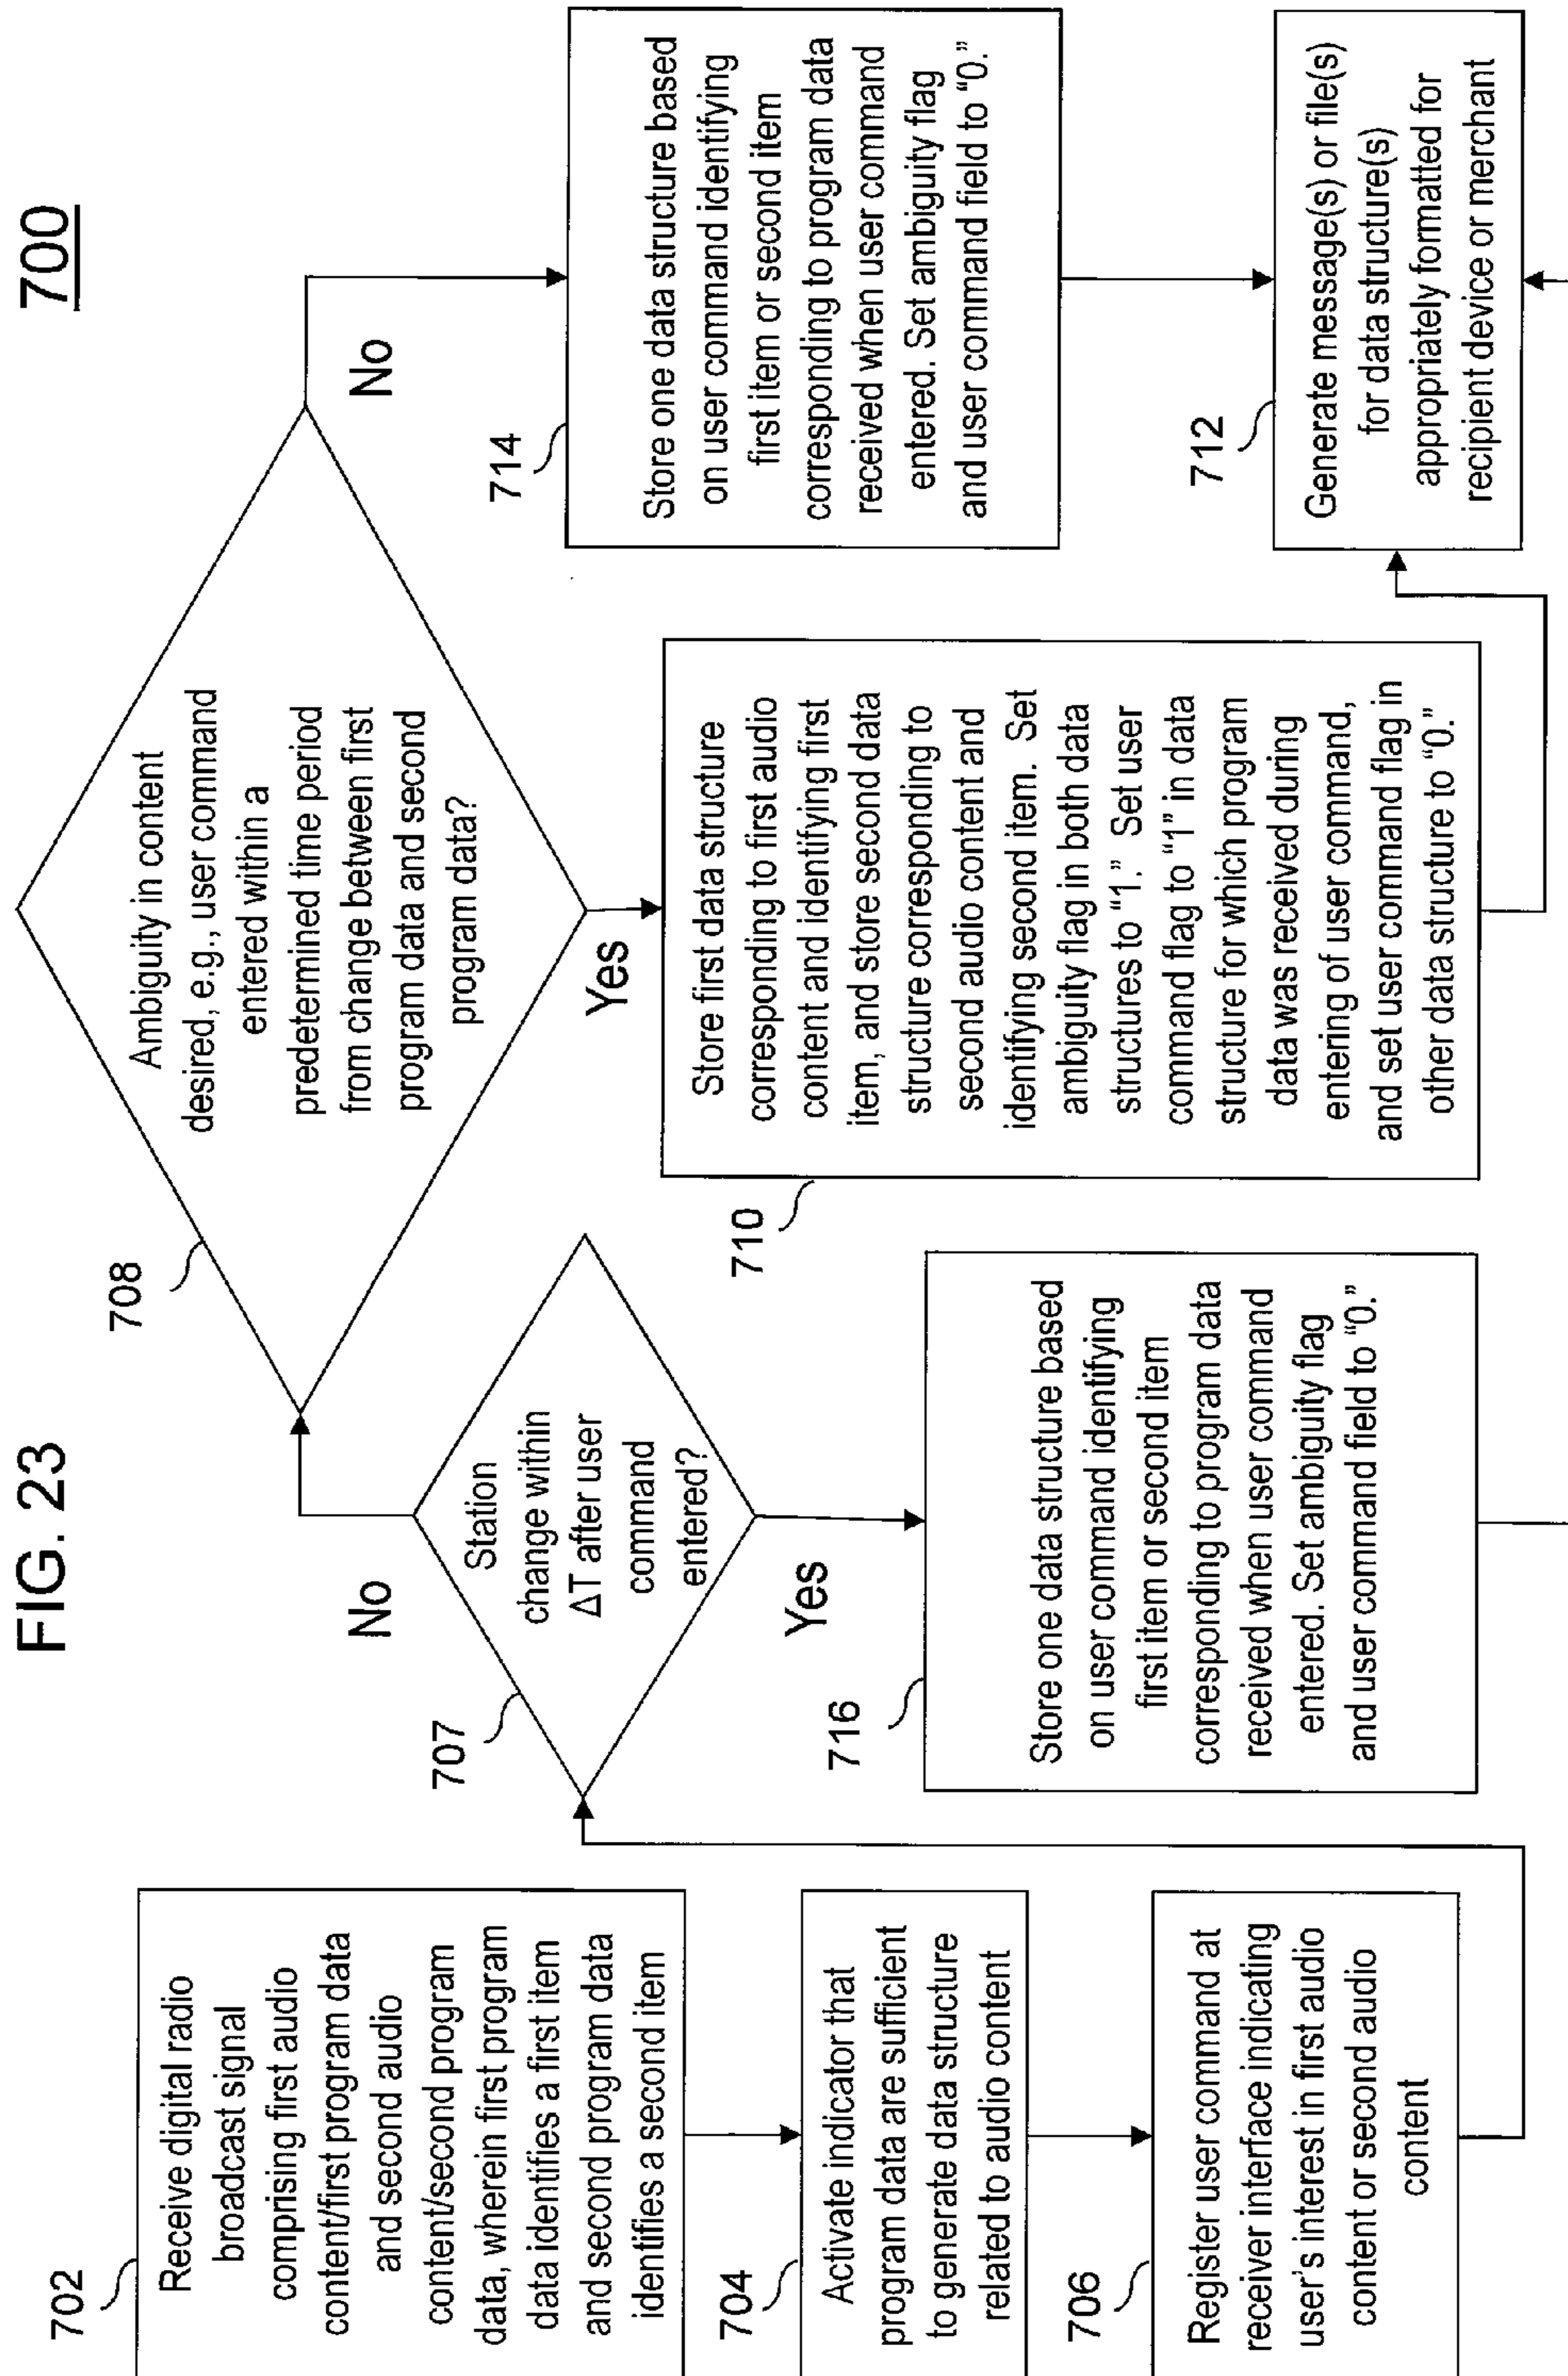 FIG. 23
700
702
Receive digital radio
broadcast signal
comprising first audio
content/first program data
and second audio
content/second program
data, wherein first program
data identifies a first item
and second program data
identifies a second item
704
Activate indicator that
program data are sufficient
to generate data structure
related to audio content
706
Register user command at
receiver interface indicating
user's interest in first audio
content or second audio
content
707
Station
change within
ΔT after user
command
entered?
No
Yes
716
Store one data structure based
on user command identifying
first item or second item
corresponding to program data
received when user command
entered. Set ambiguity flag
and user command field to “0.”
708
Ambiguity in content
desired, e.g., user command
entered within a
predetermined time period
from change between first
program data and second
program data?
Yes
No
710
Store first data structure
corresponding to first audio
content and identifying first
item, and store second data
structure corresponding to
second audio content and
identifying second item. Set
ambiguity flag in both data
structures to “1.” Set user
command flag to “1” in data
structure for which program
data was received during
entering of user command,
and set user command flag in
other data structure to “0.”
714
Store one data structure based
on user command identifying
first item or second item
corresponding to program data
received when user command
entered. Set ambiguity flag
and user command field to “0.”
712
Generate message(s) or file(s)
for data structure(s)
appropriately formatted for
recipient device or merchant